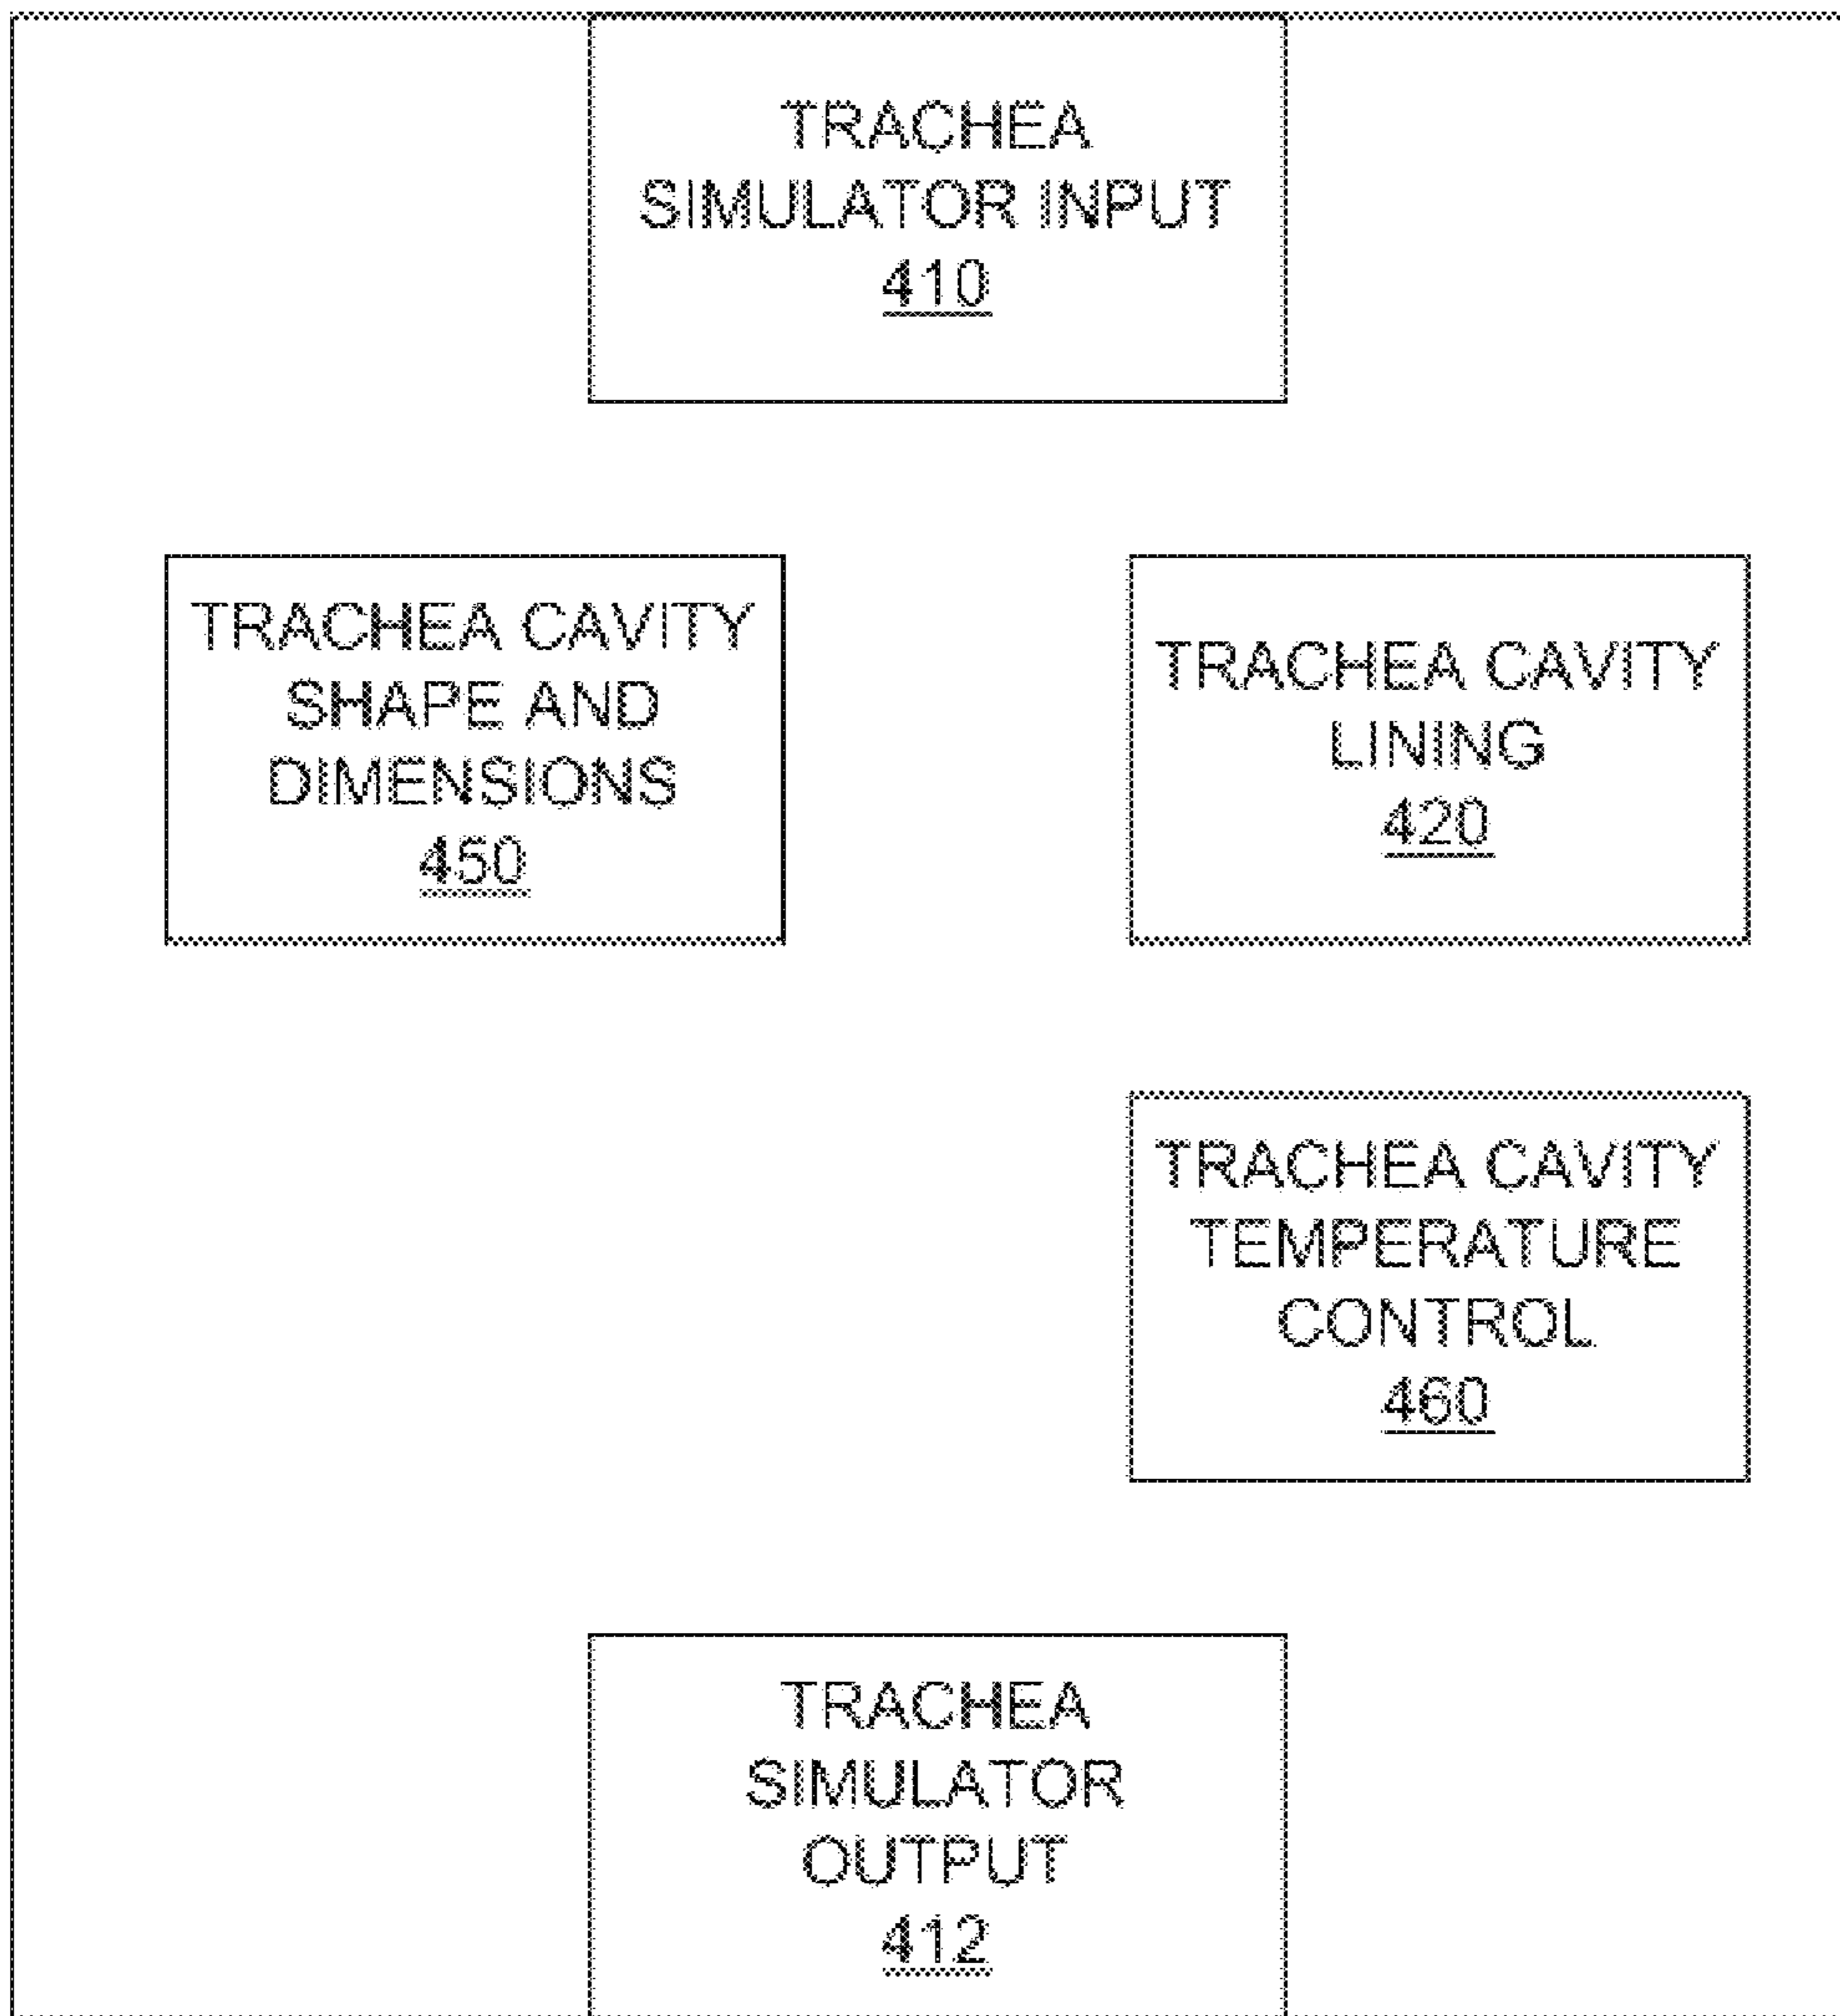 TRACHEA
SIMULATOR INPUT
410
TRACHEA CAVITY
SHAPE AND
DIMENSIONS
450
TRACHEA CAVITY
LINING
420
TRACHEA CAVITY
TEMPERATURE
CONTROL
460
TRACHEA
SIMULATOR
OUTPUT
412